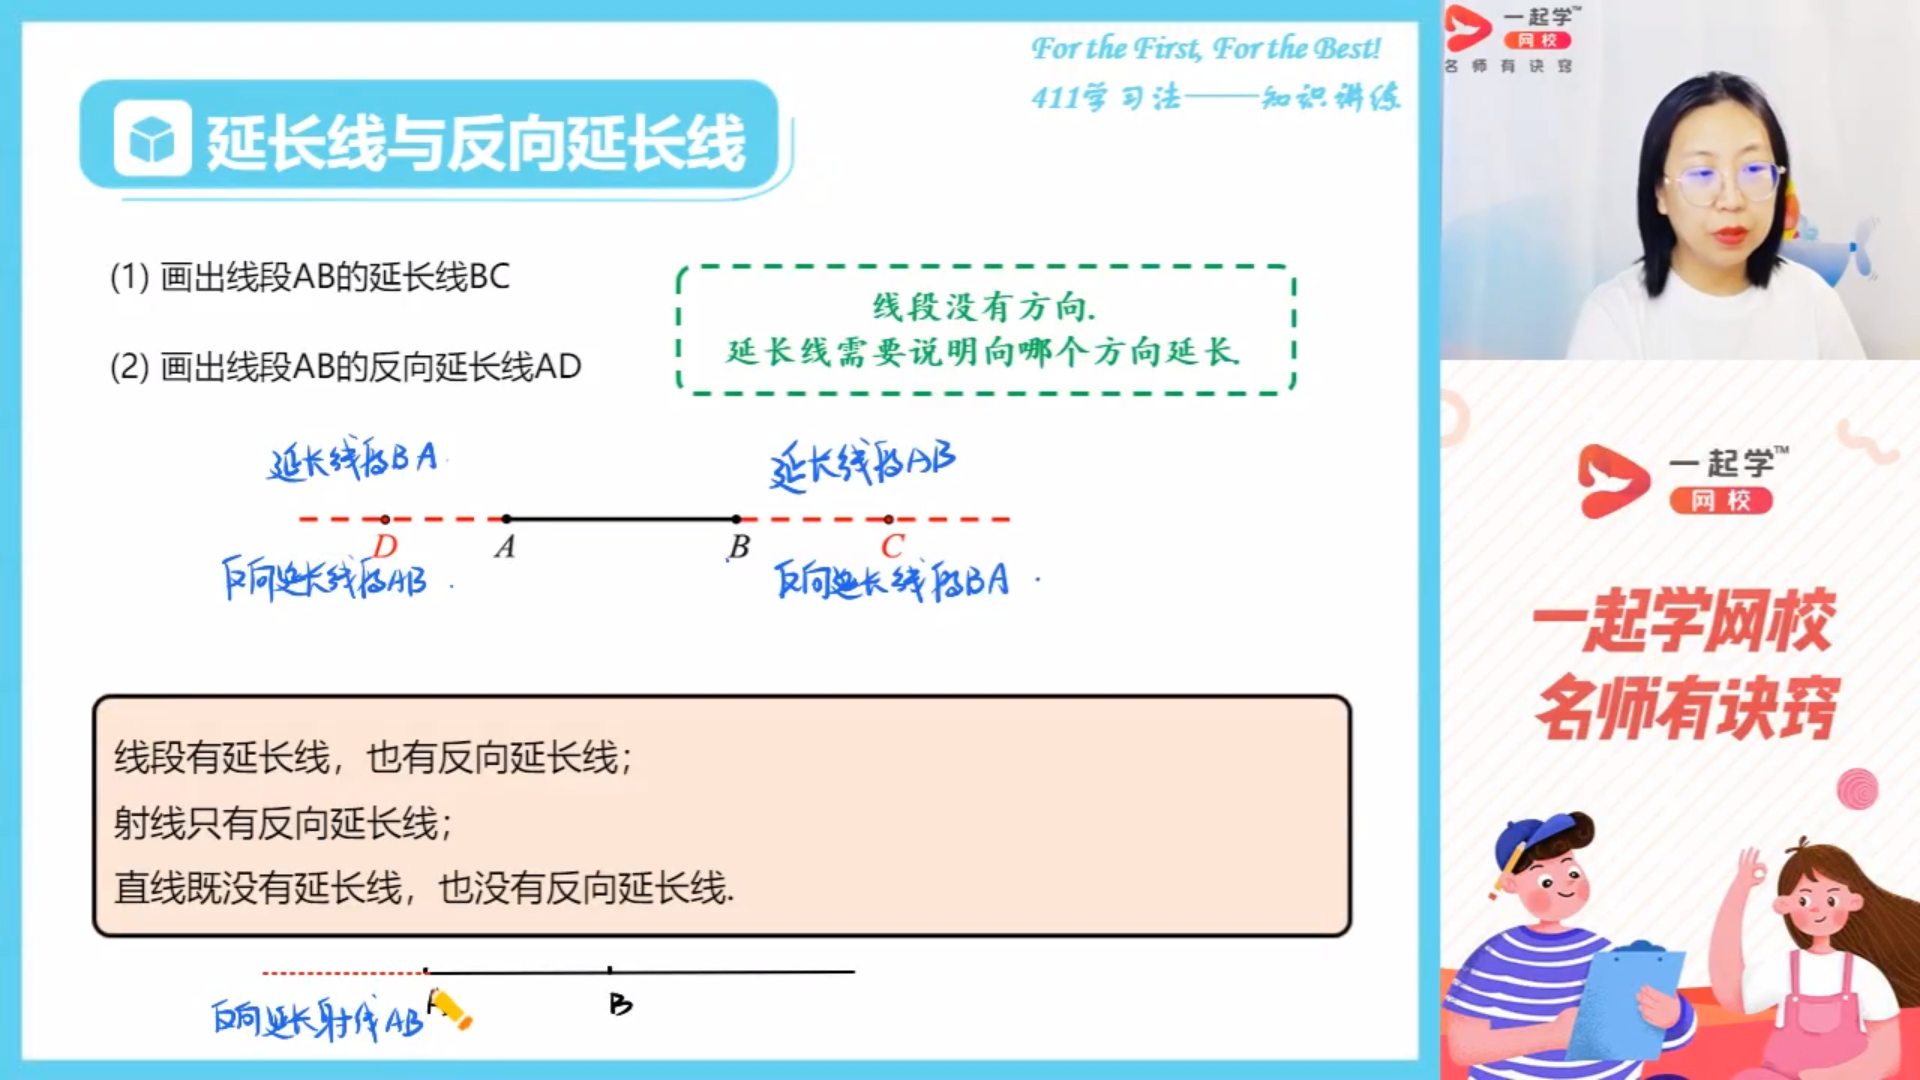 For the First, For the Best!
411学习法——知识讲练
延长线与反向延长线
(1) 画出线段AB的延长线BC
(2) 画出线段AB的反向延长线AD
线段没有方向.
延长线需要说明向哪个方向延长.
延长线段BA
延长线段AB
D
A
B
C
反向延长线段AB
反向延长线段BA
线段有延长线，也有反向延长线；
射线只有反向延长线；
直线既没有延长线，也没有反向延长线.
B
反向延长射线AB
一起学™
网校
名师有诀窍
一起学™
网校
一起学网校
名师有诀窍